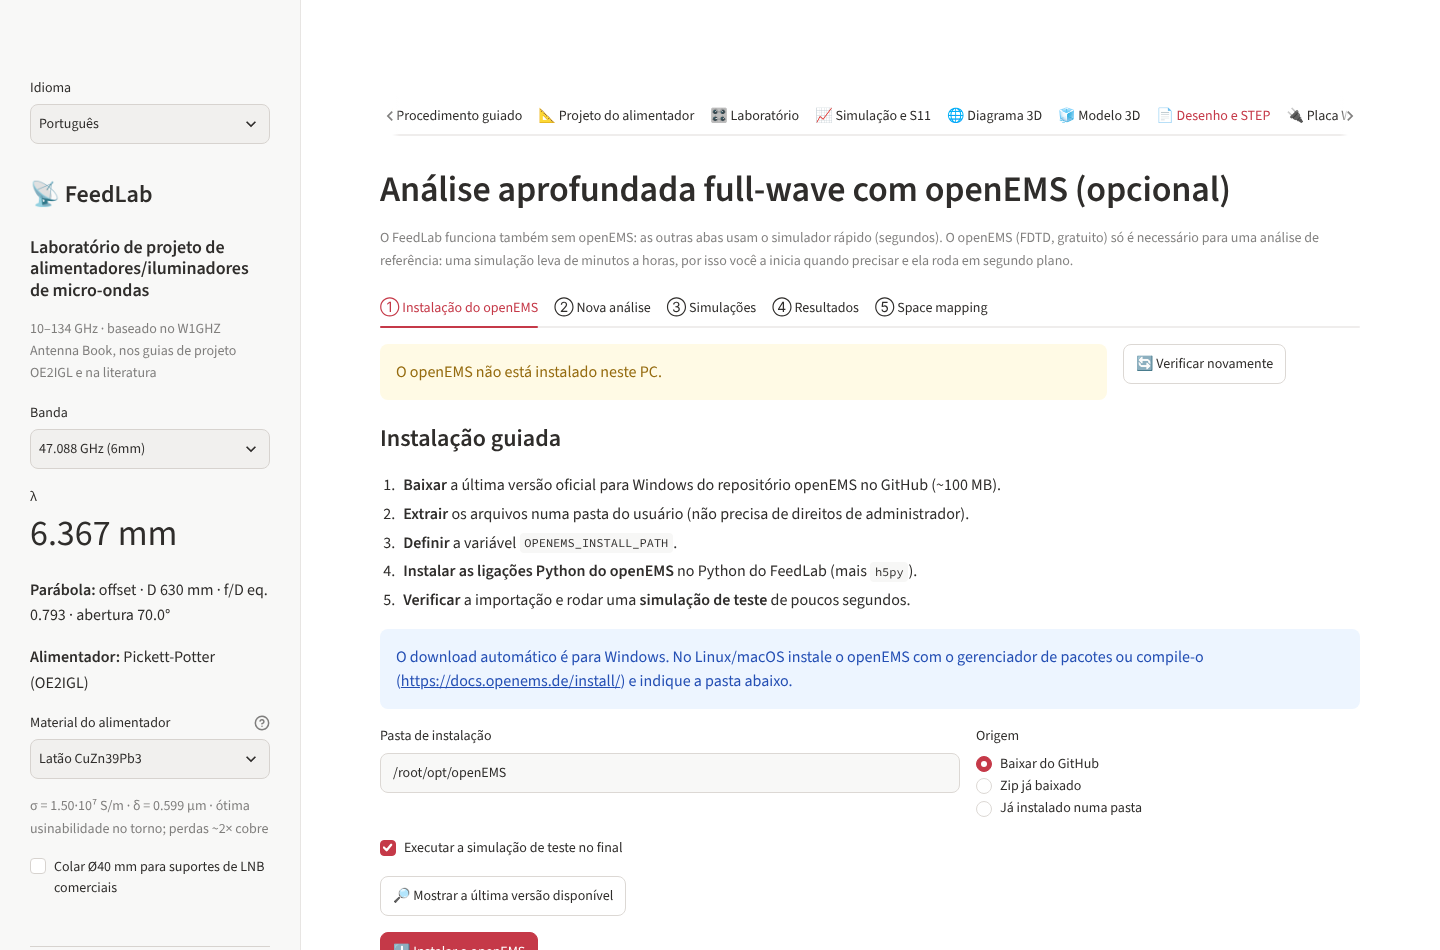 Idioma
Português
📡 FeedLab
Laboratório de projeto de
alimentadores/iluminadores
de micro-ondas
10–134 GHz · baseado no W1GHZ
Antenna Book, nos guias de projeto
OE2IGL e na literatura
Banda
47.088 GHz (6mm)
λ
6.367 mm
Parábola: offset · D 630 mm · f/D eq.
0.793 · abertura 70.0°
Alimentador: Pickett-Potter
(OE2IGL)
Material do alimentador
Latão CuZn39Pb3
σ = 1.50·10⁷ S/m · δ = 0.599 µm · ótima
usinabilidade no torno; perdas ~2× cobre
Colar Ø40 mm para suportes de LNB
comerciais
Procedimento guiado 📐 Projeto do alimentador 🎛️ Laboratório 📈 Simulação e S11 🌐 Diagrama 3D 🧊 Modelo 3D 📄 Desenho e STEP 🔌 Placa
Análise aprofundada full-wave com openEMS (opcional)
O FeedLab funciona também sem openEMS: as outras abas usam o simulador rápido (segundos). O openEMS (FDTD, gratuito) só é necessário para uma análise de
referência: uma simulação leva de minutos a horas, por isso você a inicia quando precisar e ela roda em segundo plano.
① Instalação do openEMS ② Nova análise ③ Simulações ④ Resultados ⑤ Space mapping
O openEMS não está instalado neste PC.
🔄 Verificar novamente
Instalação guiada
1. Baixar a última versão oficial para Windows do repositório openEMS no GitHub (~100 MB).
2. Extrair os arquivos numa pasta do usuário (não precisa de direitos de administrador).
3. Definir a variável OPENEMS_INSTALL_PATH .
4. Instalar as ligações Python do openEMS no Python do FeedLab (mais h5py ).
5. Verificar a importação e rodar uma simulação de teste de poucos segundos.
O download automático é para Windows. No Linux/macOS instale o openEMS com o gerenciador de pacotes ou compile-o
(https://docs.openems.de/install/) e indique a pasta abaixo.
Pasta de instalação
/root/opt/openEMS
Origem
Baixar do GitHub
Zip já baixado
Já instalado numa pasta
Executar a simulação de teste no final
🔎 Mostrar a última versão disponível